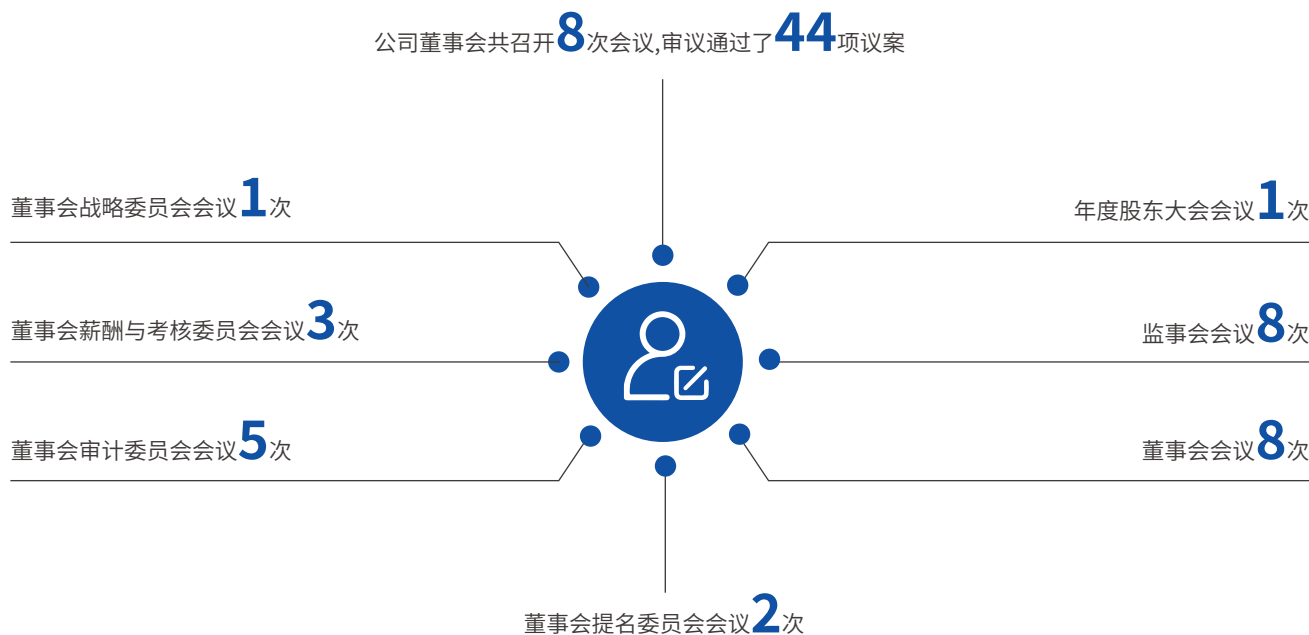 公司董事会共召开8次会议,审议通过了44项议案
董事会战略委员会会议1次
年度股东大会会议1次
董事会薪酬与考核委员会会议3次
监事会会议8次
董事会审计委员会会议5次
董事会会议8次
董事会提名委员会会议2次